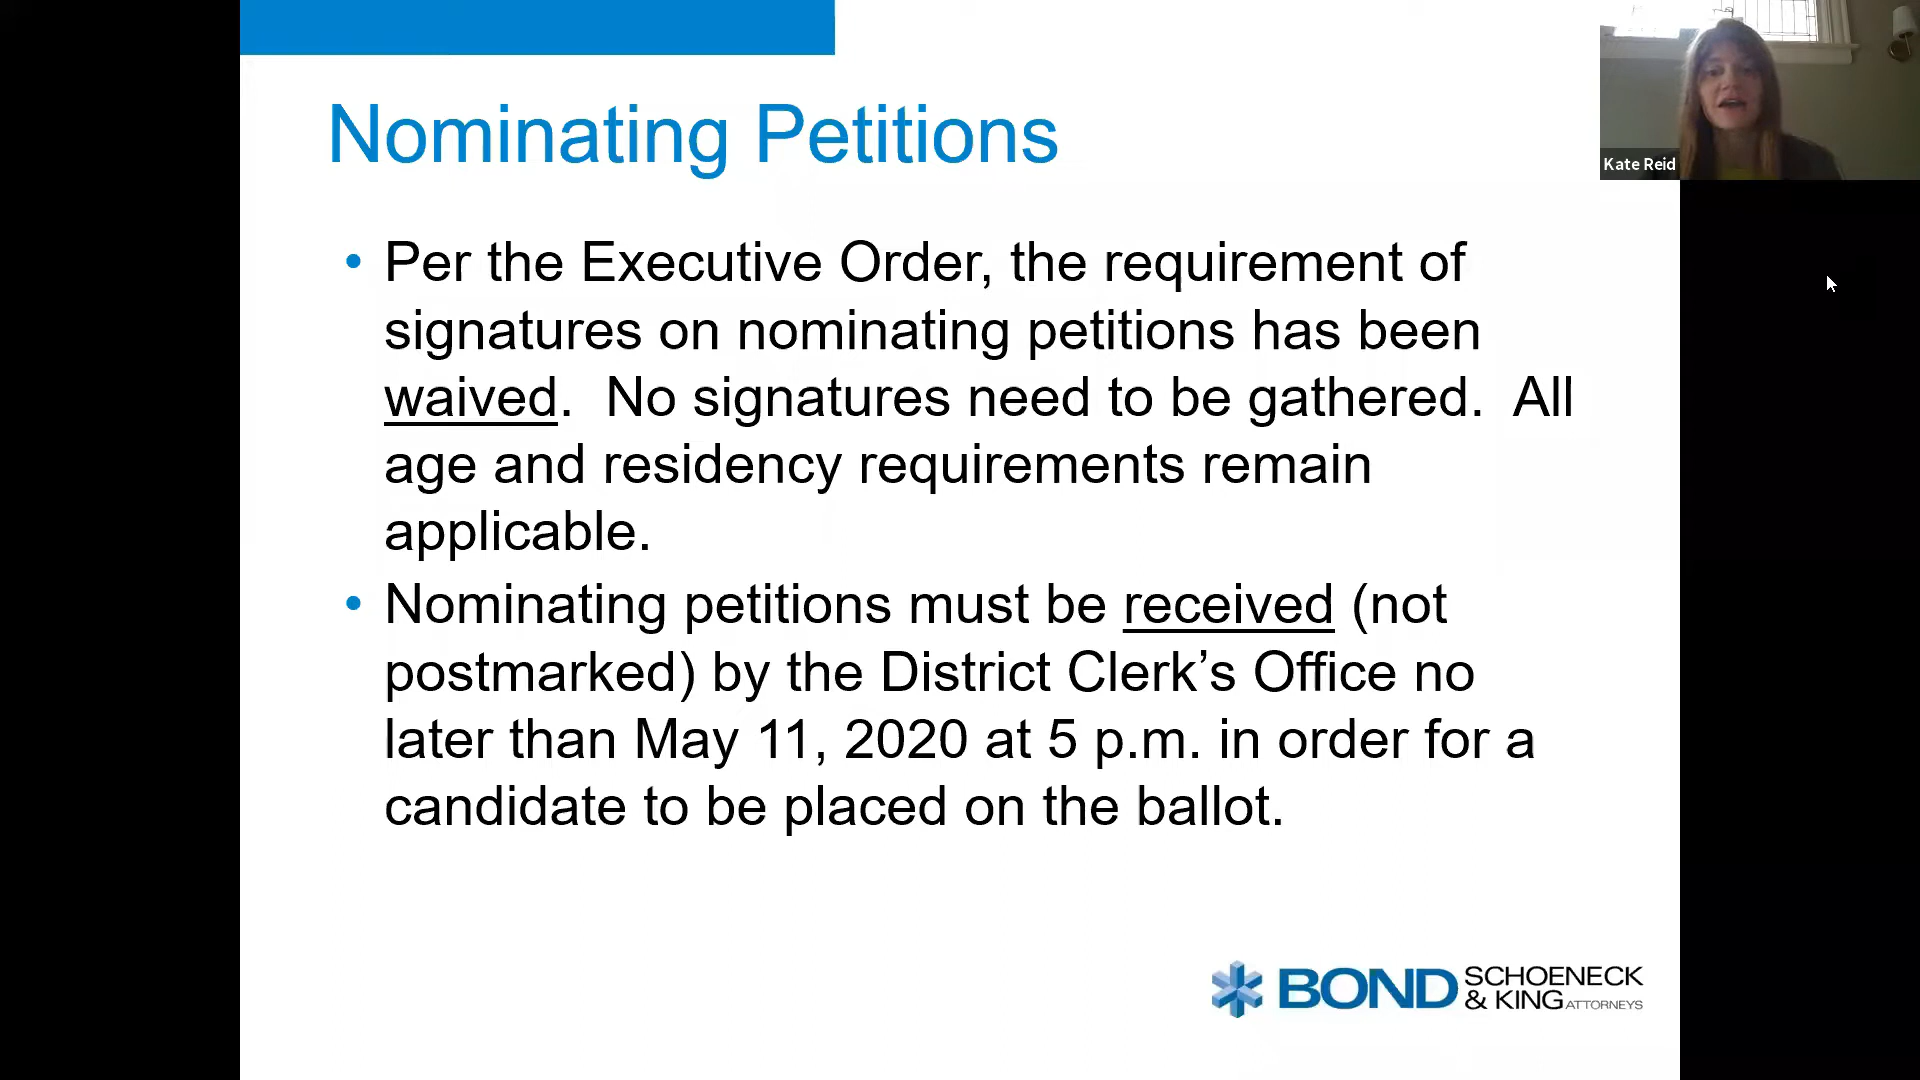 Nominating Petitions
Kate Reid
• Per the Executive Order, the requirement of
signatures on nominating petitions has been
waived.  No signatures need to be gathered.  All
age and residency requirements remain
applicable.
• Nominating petitions must be received (not
postmarked) by the District Clerk’s Office no
later than May 11, 2020 at 5 p.m. in order for a
candidate to be placed on the ballot.
BOND SCHOENECK
& KING ATTORNEYS